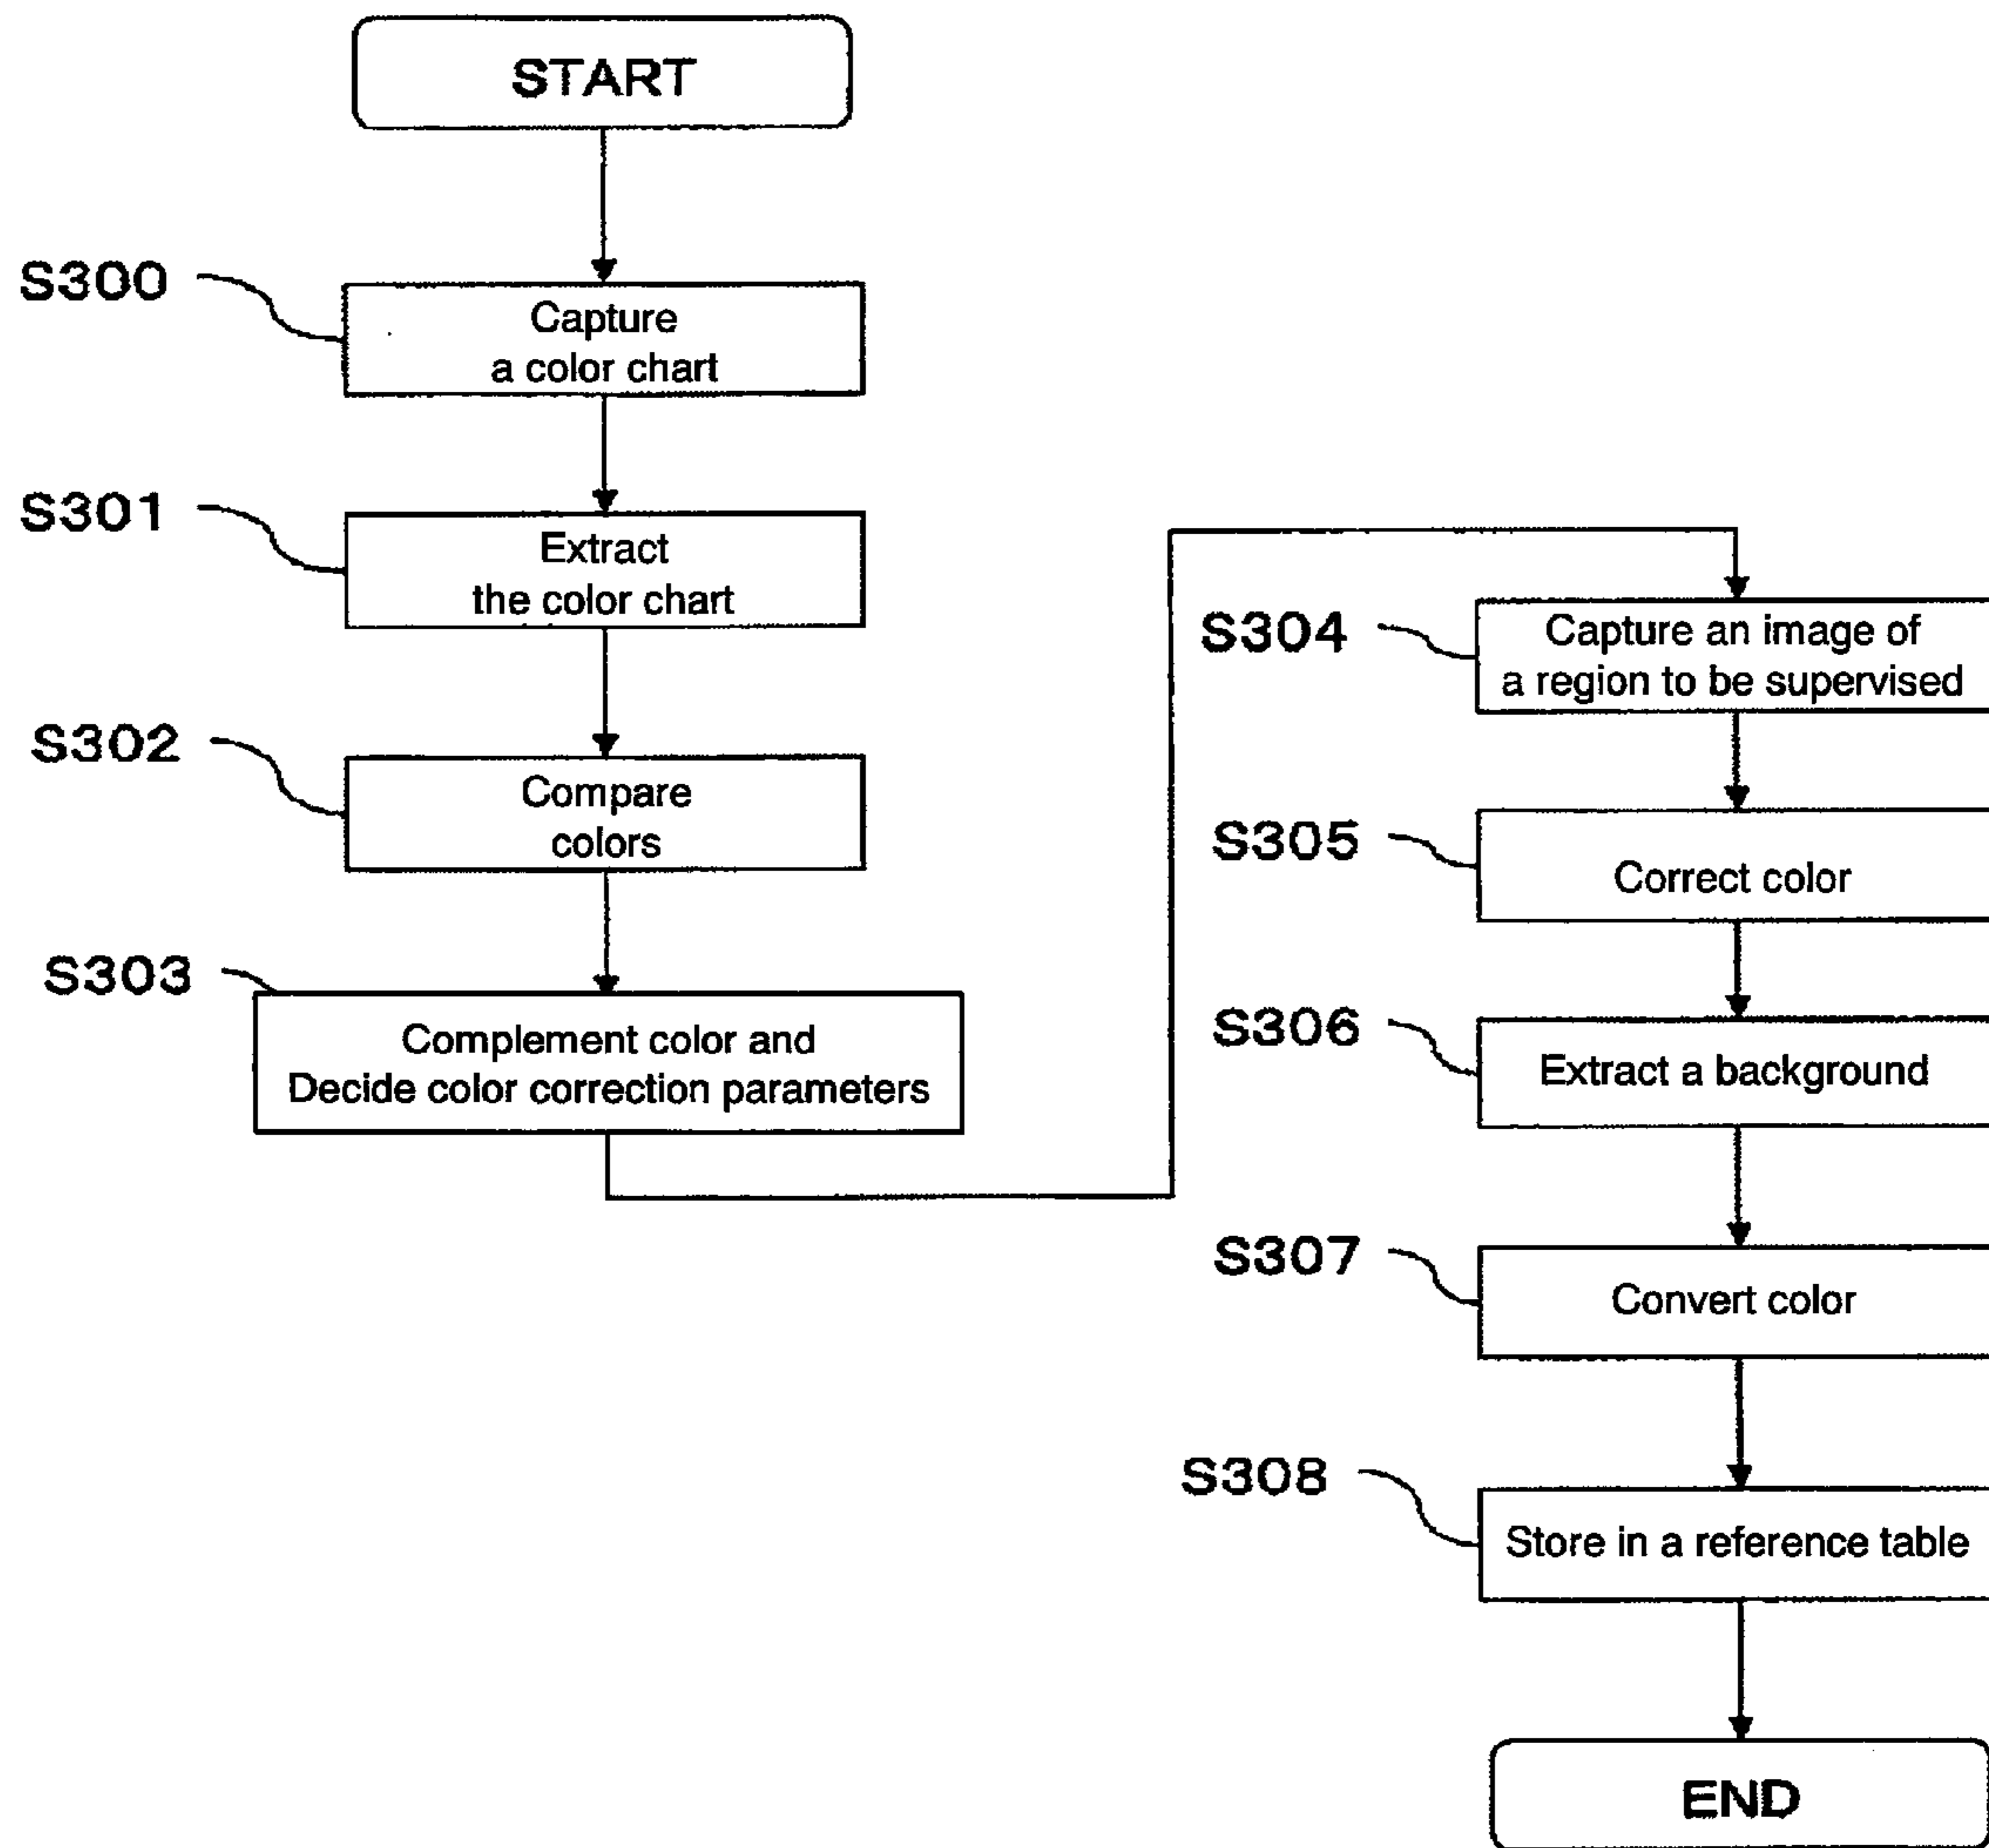 START
S300
Capture
a color chart
S301
Extract
the color chart
S302
Compare
colors
S303
Complement color and
Decide color correction parameters
S304
Capture an image of
a region to be supervised
S305
Correct color
S306
Extract a background
S307
Convert color
S308
Store in a reference table
END